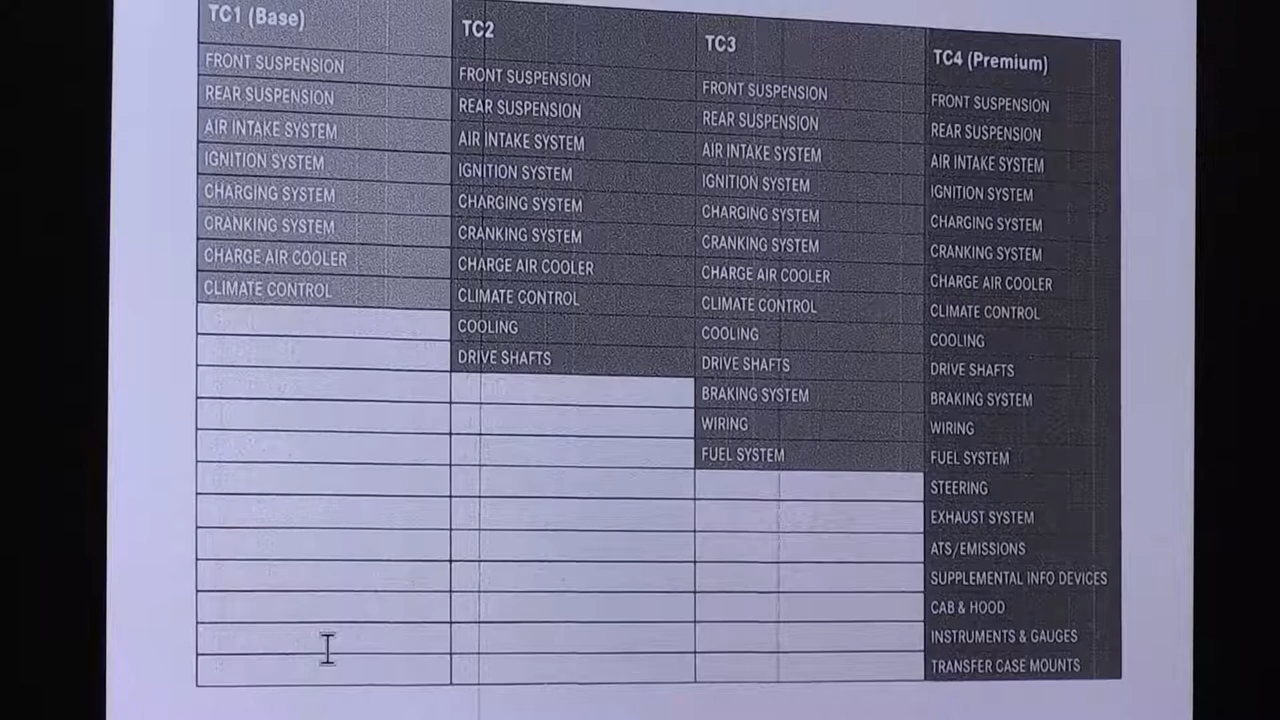 TC1 (Base) TC2 TC3 TC4 (Premium)
FRONT SUSPENSION FRONT SUSPENSION FRONT SUSPENSION FRONT SUSPENSION
REAR SUSPENSION REAR SUSPENSION REAR SUSPENSION REAR SUSPENSION
AIR INTAKE SYSTEM AIR INTAKE SYSTEM AIR INTAKE SYSTEM AIR INTAKE SYSTEM
IGNITION SYSTEM IGNITION SYSTEM IGNITION SYSTEM IGNITION SYSTEM
CHARGING SYSTEM CHARGING SYSTEM CHARGING SYSTEM CHARGING SYSTEM
CRANKING SYSTEM CRANKING SYSTEM CRANKING SYSTEM CRANKING SYSTEM
CHARGE AIR COOLER CHARGE AIR COOLER CHARGE AIR COOLER CHARGE AIR COOLER
CLIMATE CONTROL CLIMATE CONTROL CLIMATE CONTROL CLIMATE CONTROL
COOLING COOLING COOLING
DRIVE SHAFTS DRIVE SHAFTS DRIVE SHAFTS
BRAKING SYSTEM BRAKING SYSTEM
WIRING WIRING
FUEL SYSTEM FUEL SYSTEM
STEERING
EXHAUST SYSTEM
ATS/EMISSIONS
SUPPLEMENTAL INFO DEVICES
CAB & HOOD
INSTRUMENTS & GAUGES
TRANSFER CASE MOUNTS